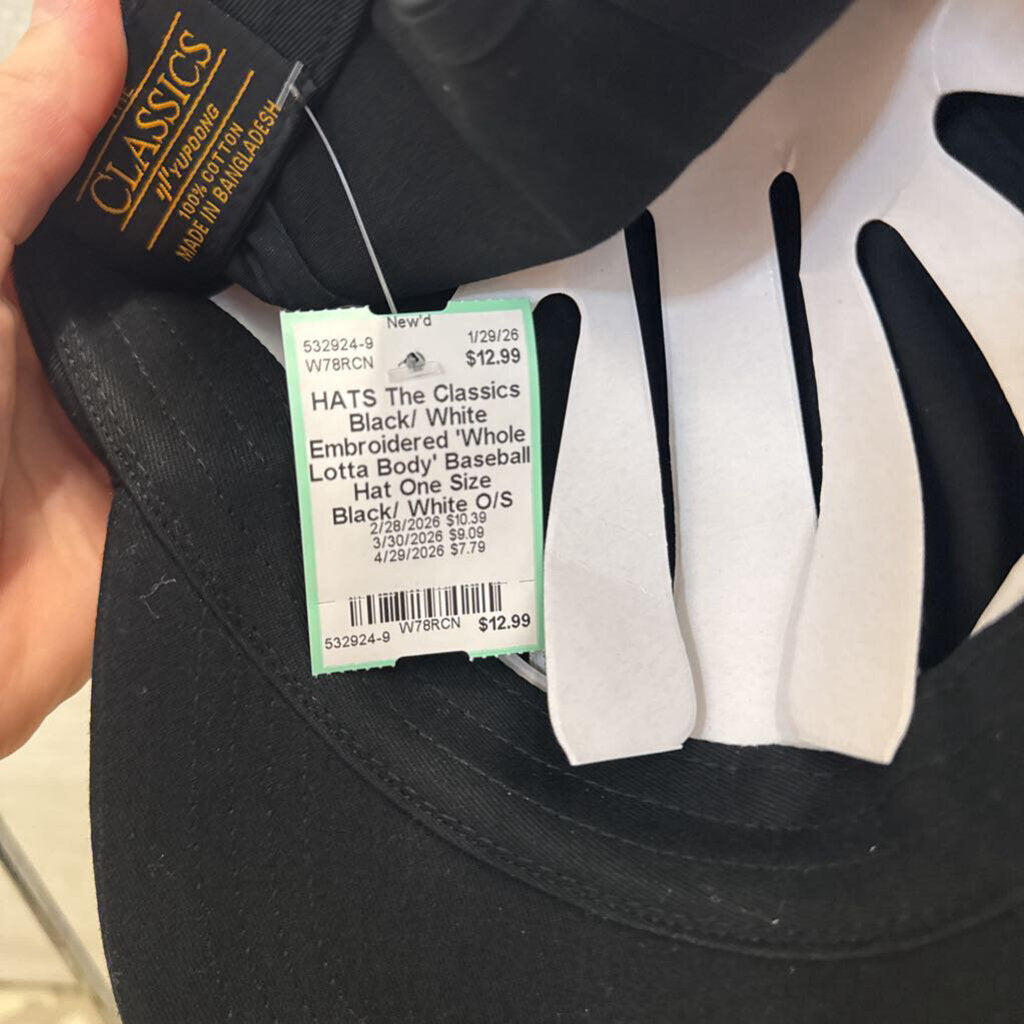 THE
CLASSICS
YUPOONG
100% COTTON
MADE IN BANGLADESH
New'd
532924-9 1/29/26
W78RCN $12.99
HATS The Classics
Black/ White
Embroidered 'Whole
Lotta Body' Baseball
Hat One Size
Black/ White O/S
2/28/2026 $10.39
3/30/2026 $9.09
4/29/2026 $7.79
532924-9 W78RCN $12.99